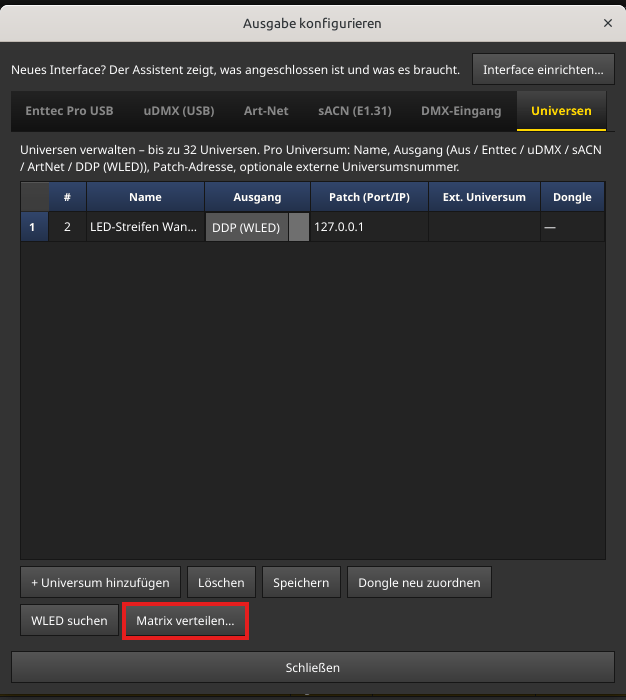 Ausgabe konfigurieren
×
Neues Interface? Der Assistent zeigt, was angeschlossen ist und was es braucht.
Interface einrichten...
Enttec Pro USB
uDMX (USB)
Art-Net
sACN (E1.31)
DMX-Eingang
Universen
Universen verwalten – bis zu 32 Universen. Pro Universum: Name, Ausgang (Aus / Enttec / uDMX / sACN
/ ArtNet / DDP (WLED)), Patch-Adresse, optionale externe Universumsnummer.
# Name Ausgang Patch (Port/IP) Ext. Universum Dongle
1 2 LED-Streifen Wan... DDP (WLED) 127.0.0.1 —
+ Universum hinzufügen
Löschen
Speichern
Dongle neu zuordnen
WLED suchen
Matrix verteilen...
Schließen